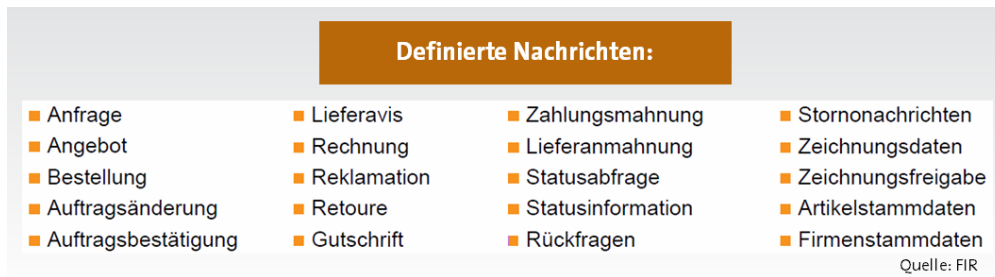 Definierte Nachrichten:
Anfrage
Angebot
Bestellung
Auftragsänderung
Auftragsbestätigung
Lieferavis
Rechnung
Reklamation
Retoure
Gutschrift
Zahlungsmahnung
Lieferanmahnung
Statusabfrage
Statusinformation
Rückfragen
Stornonachrichten
Zeichnungsdaten
Zeichnungsfreigabe
Artikelstammdaten
Firmenstammdaten
Quelle: FIR